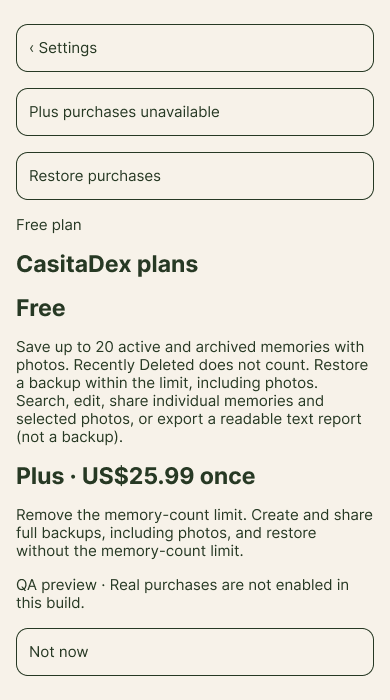 ‹ Settings
Plus purchases unavailable
Restore purchases
Free plan
CasitaDex plans
Free
Save up to 20 active and archived memories with
photos. Recently Deleted does not count. Restore
a backup within the limit, including photos.
Search, edit, share individual memories and
selected photos, or export a readable text report
(not a backup).
Plus · US$25.99 once
Remove the memory-count limit. Create and share
full backups, including photos, and restore
without the memory-count limit.
QA preview · Real purchases are not enabled in
this build.
Not now